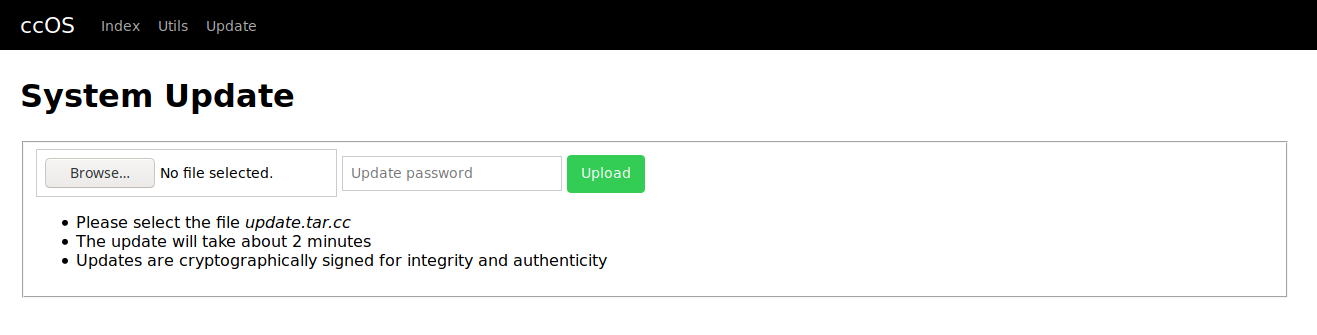 ccOS Index Utils Update
System Update
Browse... No file selected. Update password Upload
Please select the file update.tar.cc
The update will take about 2 minutes
Updates are cryptographically signed for integrity and authenticity